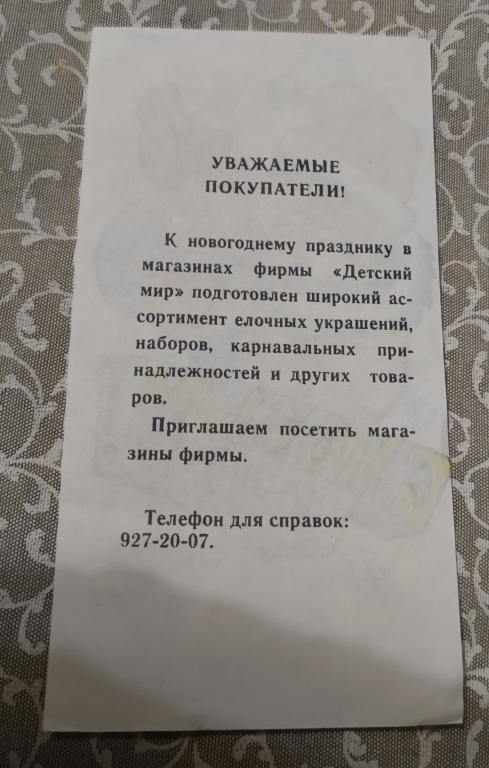 УВАЖАЕМЫЕ
ПОКУПАТЕЛИ!
К новогоднему празднику в
магазинах фирмы «Детский
мир» подготовлен широкий ас-
сортимент елочных украшений,
наборов, карнавальных при-
надлежностей и других това-
ров.
Приглашаем посетить мага-
зины фирмы.
Телефон для справок:
927-20-07.